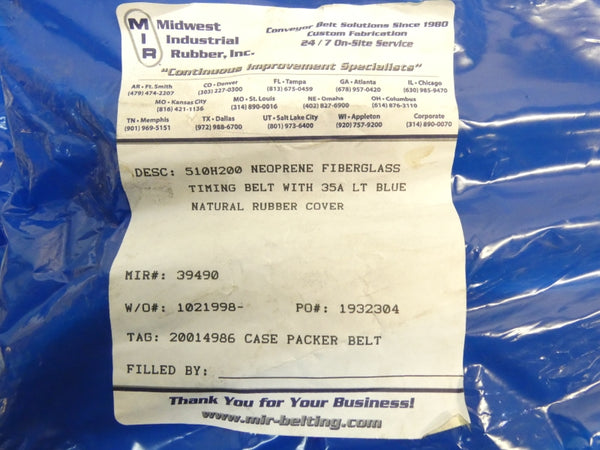 MIR
Midwest
Industrial
Rubber, Inc.
Conveyor Belt Solutions Since 1980
Custom Fabrication
24 / 7 On-Site Service
"Continuous Improvement Specialists"
AR • Ft. Smith CO • Denver FL • Tampa GA • Atlanta IL • Chicago
(479) 474-2207 (303) 227-0300 (813) 675-0459 (678) 957-0420 (630) 985-9470
MO • Kansas City MO • St. Louis NE • Omaha OH • Columbus
(816) 421-1136 (314) 890-0016 (402) 827-6900 (614) 876-3110
TN • Memphis TX • Dallas UT • Salt Lake City WI • Appleton Corporate
(901) 969-5151 (972) 988-6700 (801) 973-6400 (920) 757-9200 (314) 890-0070
DESC: 510H200 NEOPRENE FIBERGLASS
TIMING BELT WITH 35A LT BLUE
NATURAL RUBBER COVER
MIR#: 39490
W/O#: 1021998- PO#: 1932304
TAG: 20014986 CASE PACKER BELT
FILLED BY:
Thank You for Your Business!
www.mir-belting.com